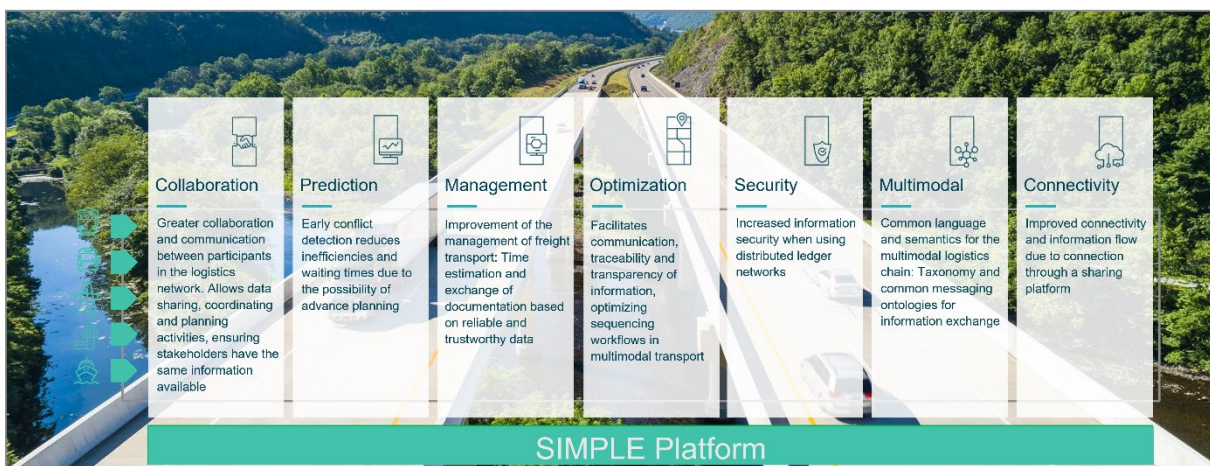 Collaboration
Greater collaboration
and communication
between participants
in the logistics
network. Allows data
sharing, coordinating
and planning
activities, ensuring
stakeholders have the
same information
available
Prediction
Early conflict
detection reduces
inefficiencies and
waiting times due to
the possibility of
advance planning
Management
Improvement of the
management of freight
transport: Time
estimation and
exchange of
documentation based
on reliable and
trustworthy data
Optimization
Facilitates
communication,
traceability and
transparency of
information,
optimizing
sequencing
workflows in
multimodal transport
Security
Increased information
security when using
distributed ledger
networks
Multimodal
Common language
and semantics for the
multimodal logistics
chain: Taxonomy and
common messaging
ontologies for
information exchange
Connectivity
Improved connectivity
and information flow
due to connection
through a sharing
platform
SIMPLE Platform